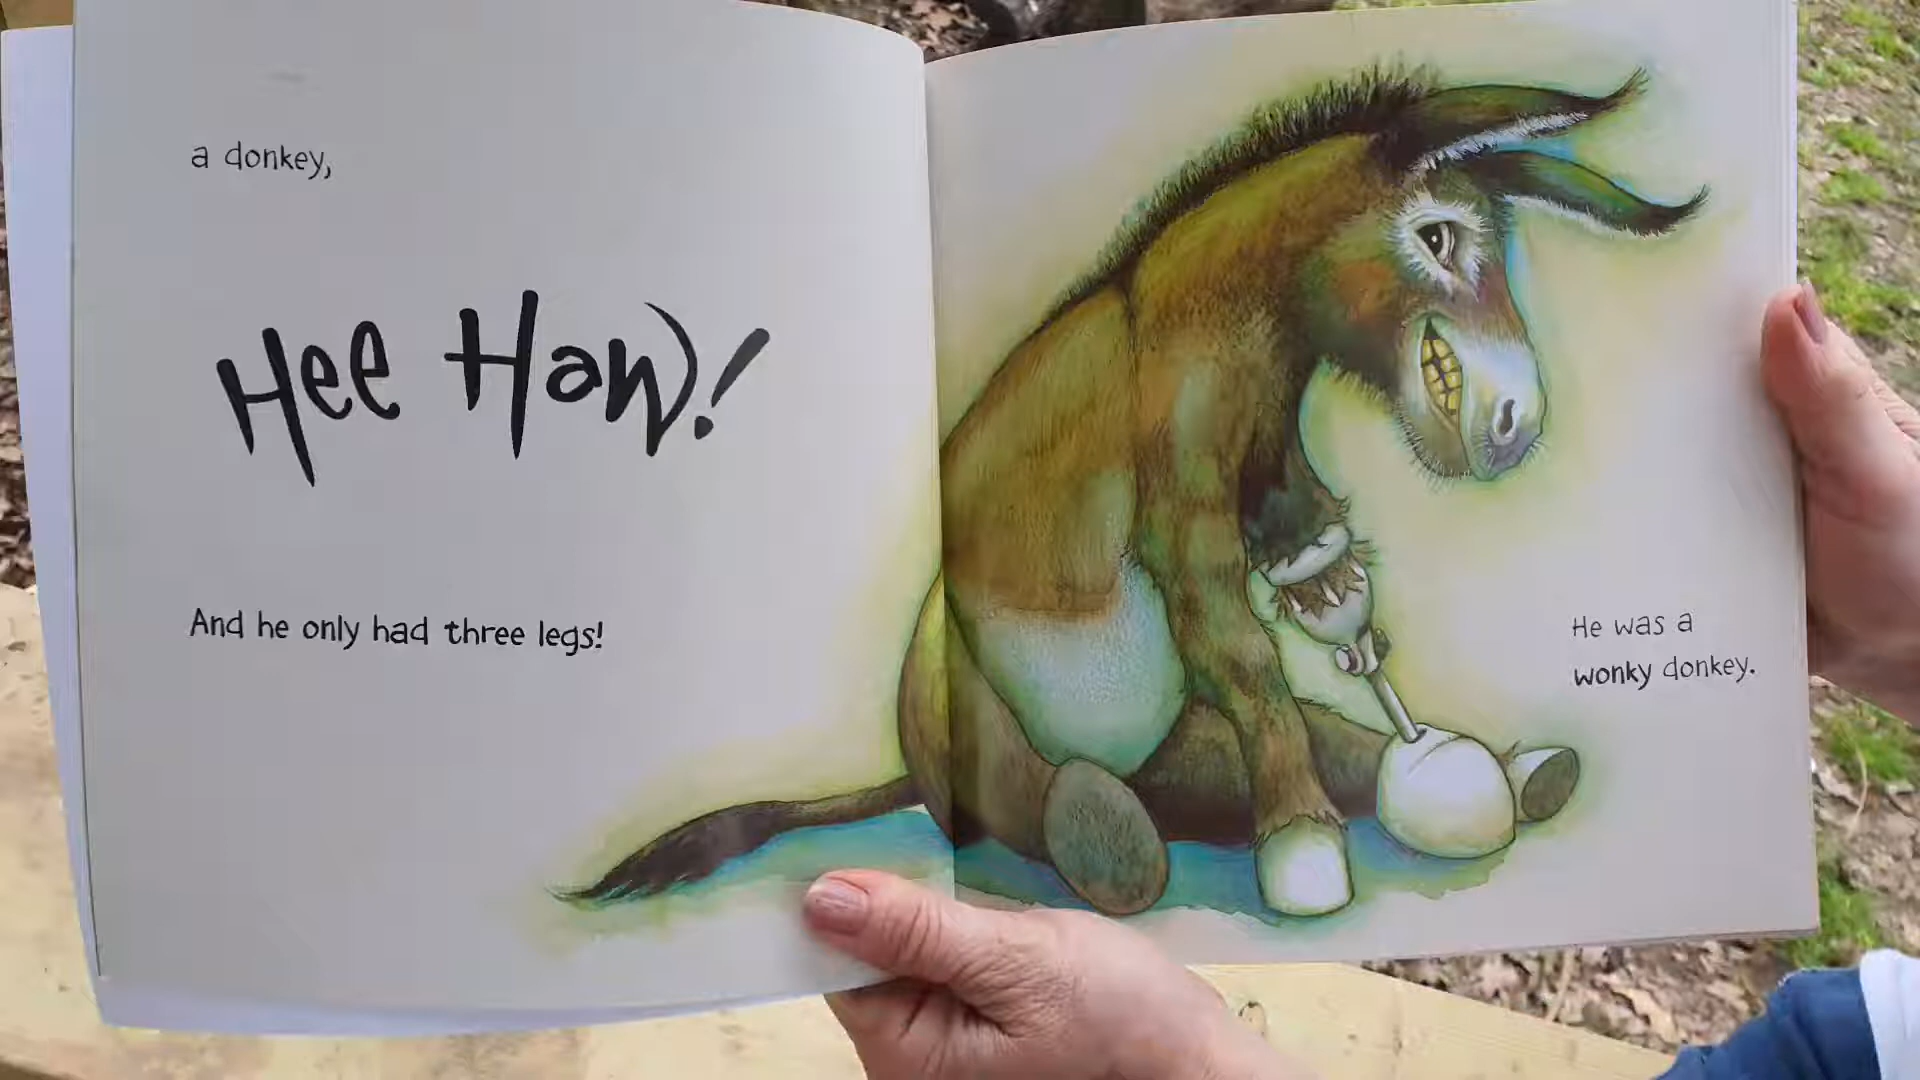 a donkey,
Hee Haw!
And he only had three legs!
He was a
wonky donkey.